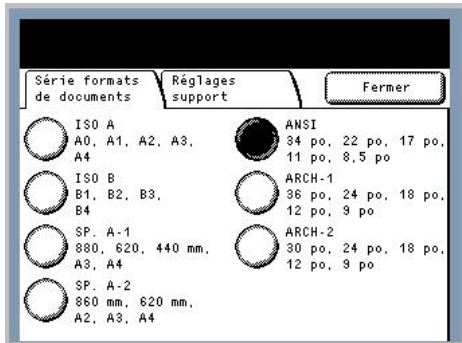 Série formats
de documents
Réglages
support
Fermer
ISO A
A0, A1, A2, A3,
A4
ISO B
B1, B2, B3,
B4
SP. A-1
880, 620, 440 mm,
A3, A4
SP. A-2
860 mm, 620 mm,
A2, A3, A4
ANSI
34 po, 22 po, 17 po,
11 po, 8,5 po
ARCH-1
36 po, 24 po, 18 po,
12 po, 9 po
ARCH-2
30 po, 24 po, 18 po,
12 po, 9 po